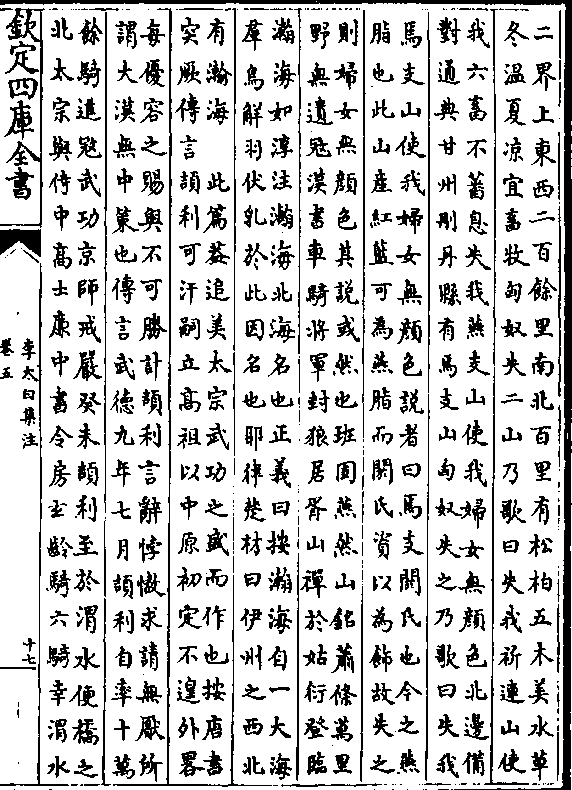 二界上東西二百餘里南北百里有松柏五木美水草
冬溫夏涼宜畜牧匈奴失二山乃歌曰失我祈連山使
我六畜不蕃息失我燕支山使我婦女無顔色北邊備
對通典甘州刪丹縣有焉支山匈奴失之乃歌曰失我
焉支山使我婦女無顔色說者曰焉支閼氏也今之燕
脂也此山產紅藍可為燕脂而閼氏資以為飾故失之
則婦女無顔色其說或然也班固燕然山銘蕭條萬里
野無遺冦漢書車騎將軍封狼居胥山禪於姑衍登臨
瀚海如淳注瀚海北海名也正義曰按瀚海自一大海
羣鳥解羽伏乳於此因名也耶律楚材曰伊州之西北
有瀚海　此篇葢追美太宗武功之盛而作也按唐書
突厥傳言頡利可汗嗣立高祖以中原初定不遑外畧
每優容之賜與不可勝計頡利言辭悖慠求請無厭所
謂大漢無中策也傳言武德九年七月頡利自率十萬
餘騎進冦武功京師戒嚴癸未頡利至於渭水便橋之
北太宗與侍中高士廉中書令房玄齡騎六騎幸渭水
欽定四庫全書
李太白集注
卷五
十七